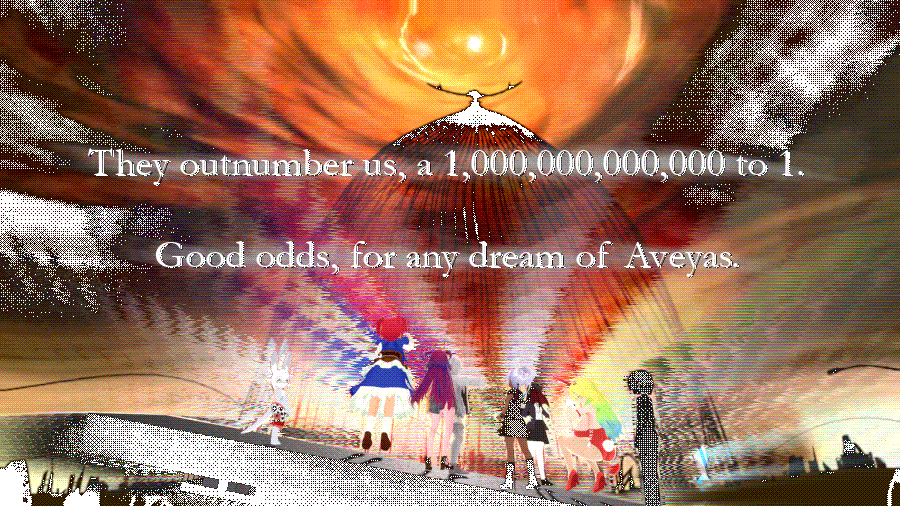 They outnumber us, a 1,000,000,000,000 to 1.
Good odds, for any dream of Aveyas.